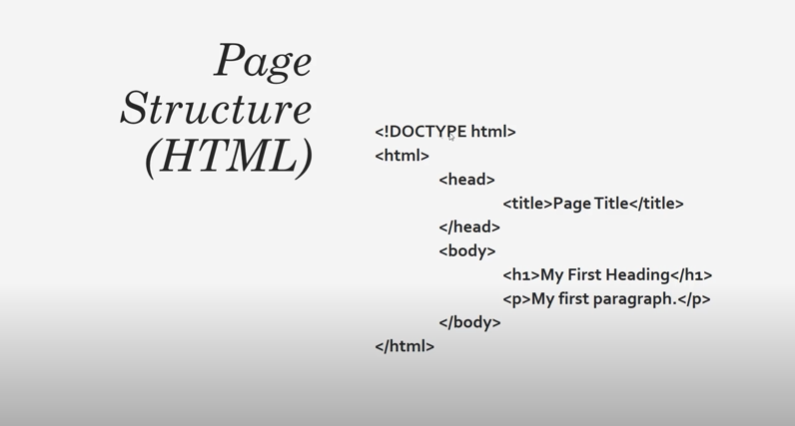 Page
Structure
(HTML)
<!DOCTYPE html>
<html>
<head>
<title>Page Title</title>
</head>
<body>
<h1>My First Heading</h1>
<p>My first paragraph.</p>
</body>
</html>